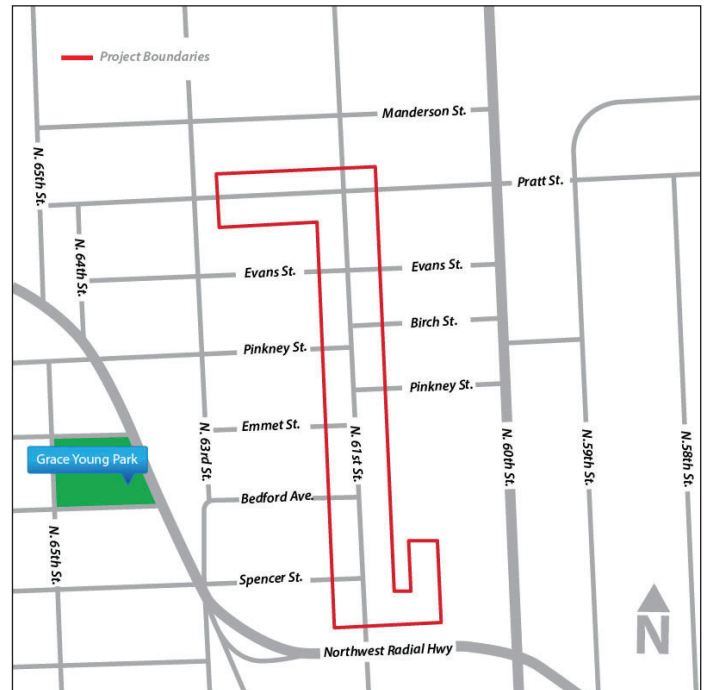 Project Boundaries
Manderson St.
N. 65th St.
Pratt St.
N. 64th St.
Evans St.
Evans St.
Birch St.
Pinkney St.
Pinkney St.
Emmet St.
N. 63rd St.
N. 61st St.
N. 60th St.
N. 59th St.
N.58th St.
Grace Young Park
Bedford Ave.
N. 65th St.
Spencer St.
Northwest Radial Hwy
N